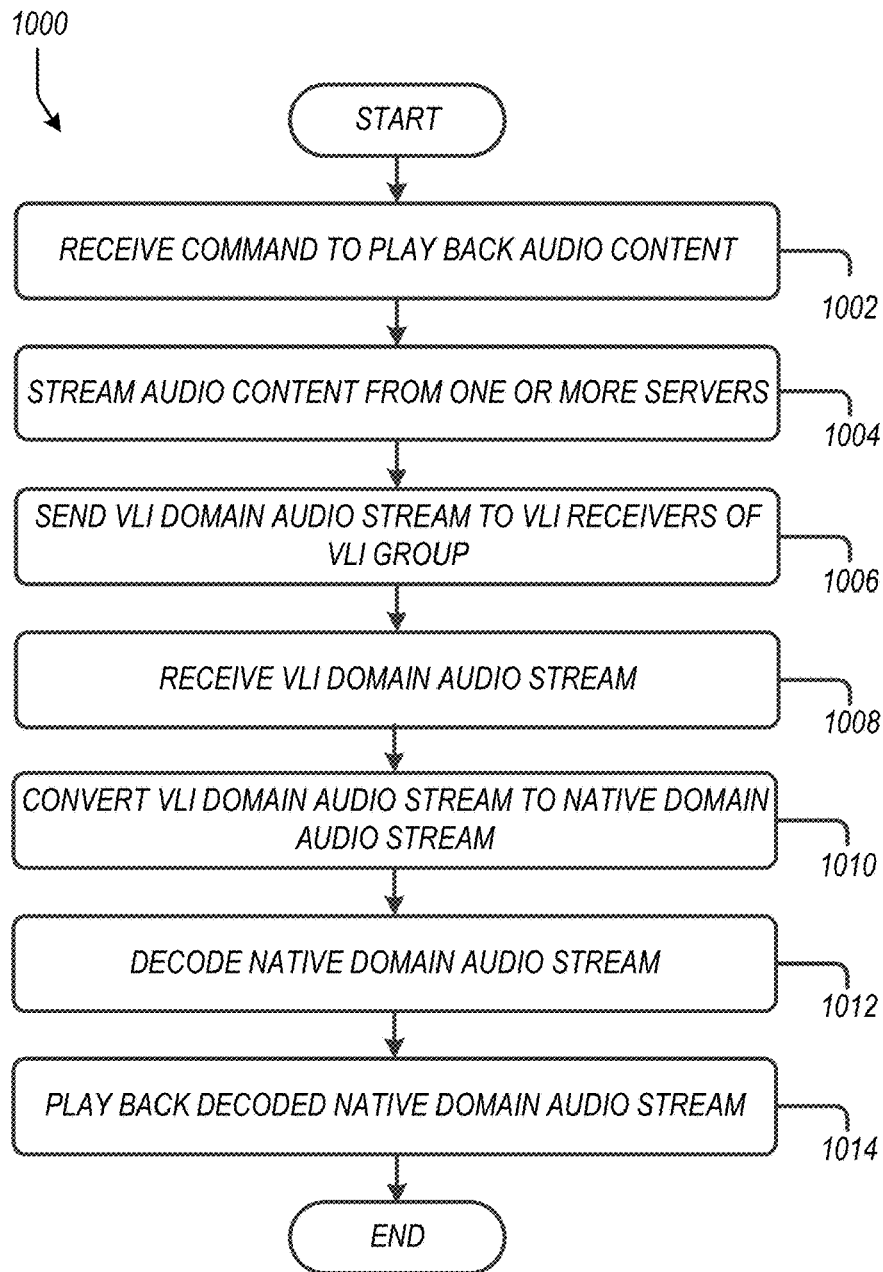 1000
START
RECEIVE COMMAND TO PLAY BACK AUDIO CONTENT
1002
STREAM AUDIO CONTENT FROM ONE OR MORE SERVERS
1004
SEND VLI DOMAIN AUDIO STREAM TO VLI RECEIVERS OF
VLI GROUP
1006
RECEIVE VLI DOMAIN AUDIO STREAM
1008
CONVERT VLI DOMAIN AUDIO STREAM TO NATIVE DOMAIN
AUDIO STREAM
1010
DECODE NATIVE DOMAIN AUDIO STREAM
1012
PLAY BACK DECODED NATIVE DOMAIN AUDIO STREAM
1014
END